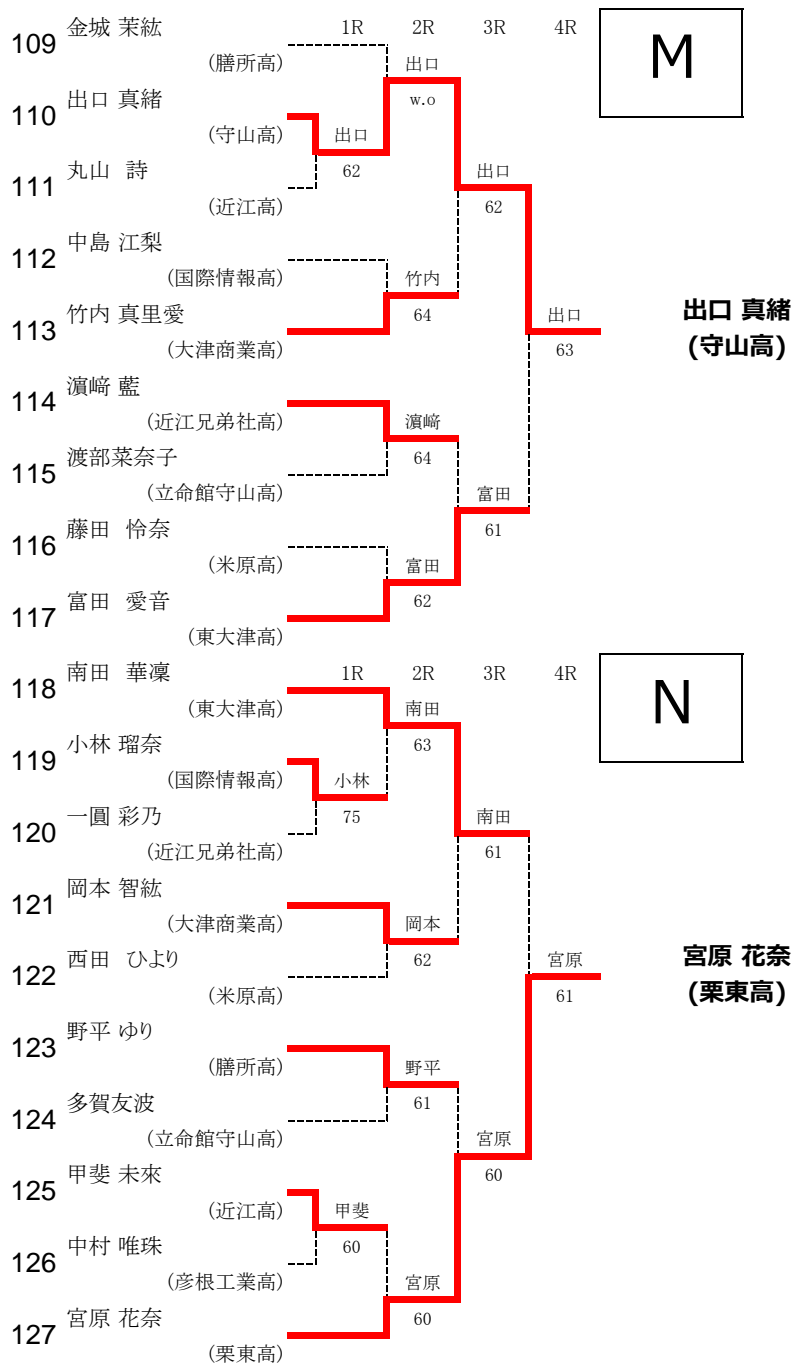 109 金城 茉紘 1R 2R 3R 4R M
(膳所高) 出口
110 出口 真緒 w.o
(守山高) 出口
111 丸山 詩 62 出口
(近江高) 62
112 中島 江梨
(国際情報高) 竹内
113 竹内 真里愛 64 出口 出口 真緒
(大津商業高) 63 (守山高)
114 濵﨑 藍
(近江兄弟社高) 濵﨑
115 渡部菜奈子 64
(立命館守山高) 富田
116 藤田 怜奈 61
(米原高) 富田
117 富田 愛音 62
(東大津高)
118 南田 華凜 1R 2R 3R 4R N
(東大津高) 南田
119 小林 瑠奈 63
(国際情報高) 小林
120 一圓 彩乃 75 南田
(近江兄弟社高) 61
121 岡本 智紘
(大津商業高) 岡本
122 西田 ひより 62 宮原 宮原 花奈
(米原高) 61 (栗東高)
123 野平 ゆり
(膳所高) 野平
124 多賀友波 61
(立命館守山高) 宮原
125 甲斐 未來 60
(近江高) 甲斐
126 中村 唯珠 60
(彦根工業高) 宮原
127 宮原 花奈 60
(栗東高)